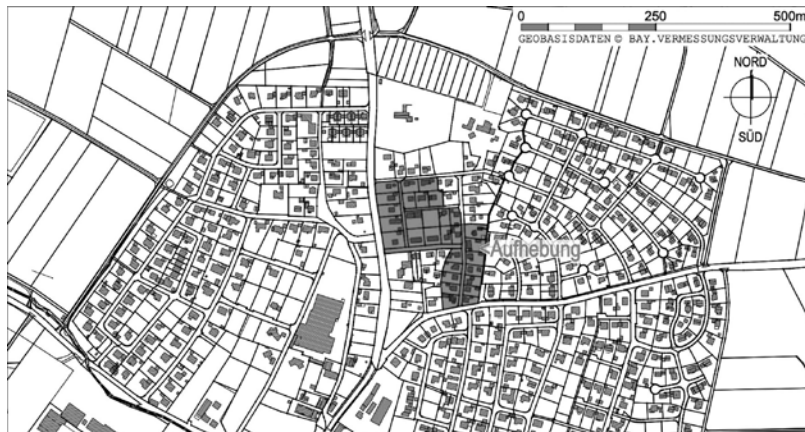 0 250 500m
GEOBASISDATEN © BAY.VERMESSUNGSVERWALTUNG
NORD
SÜD
Aufhebung